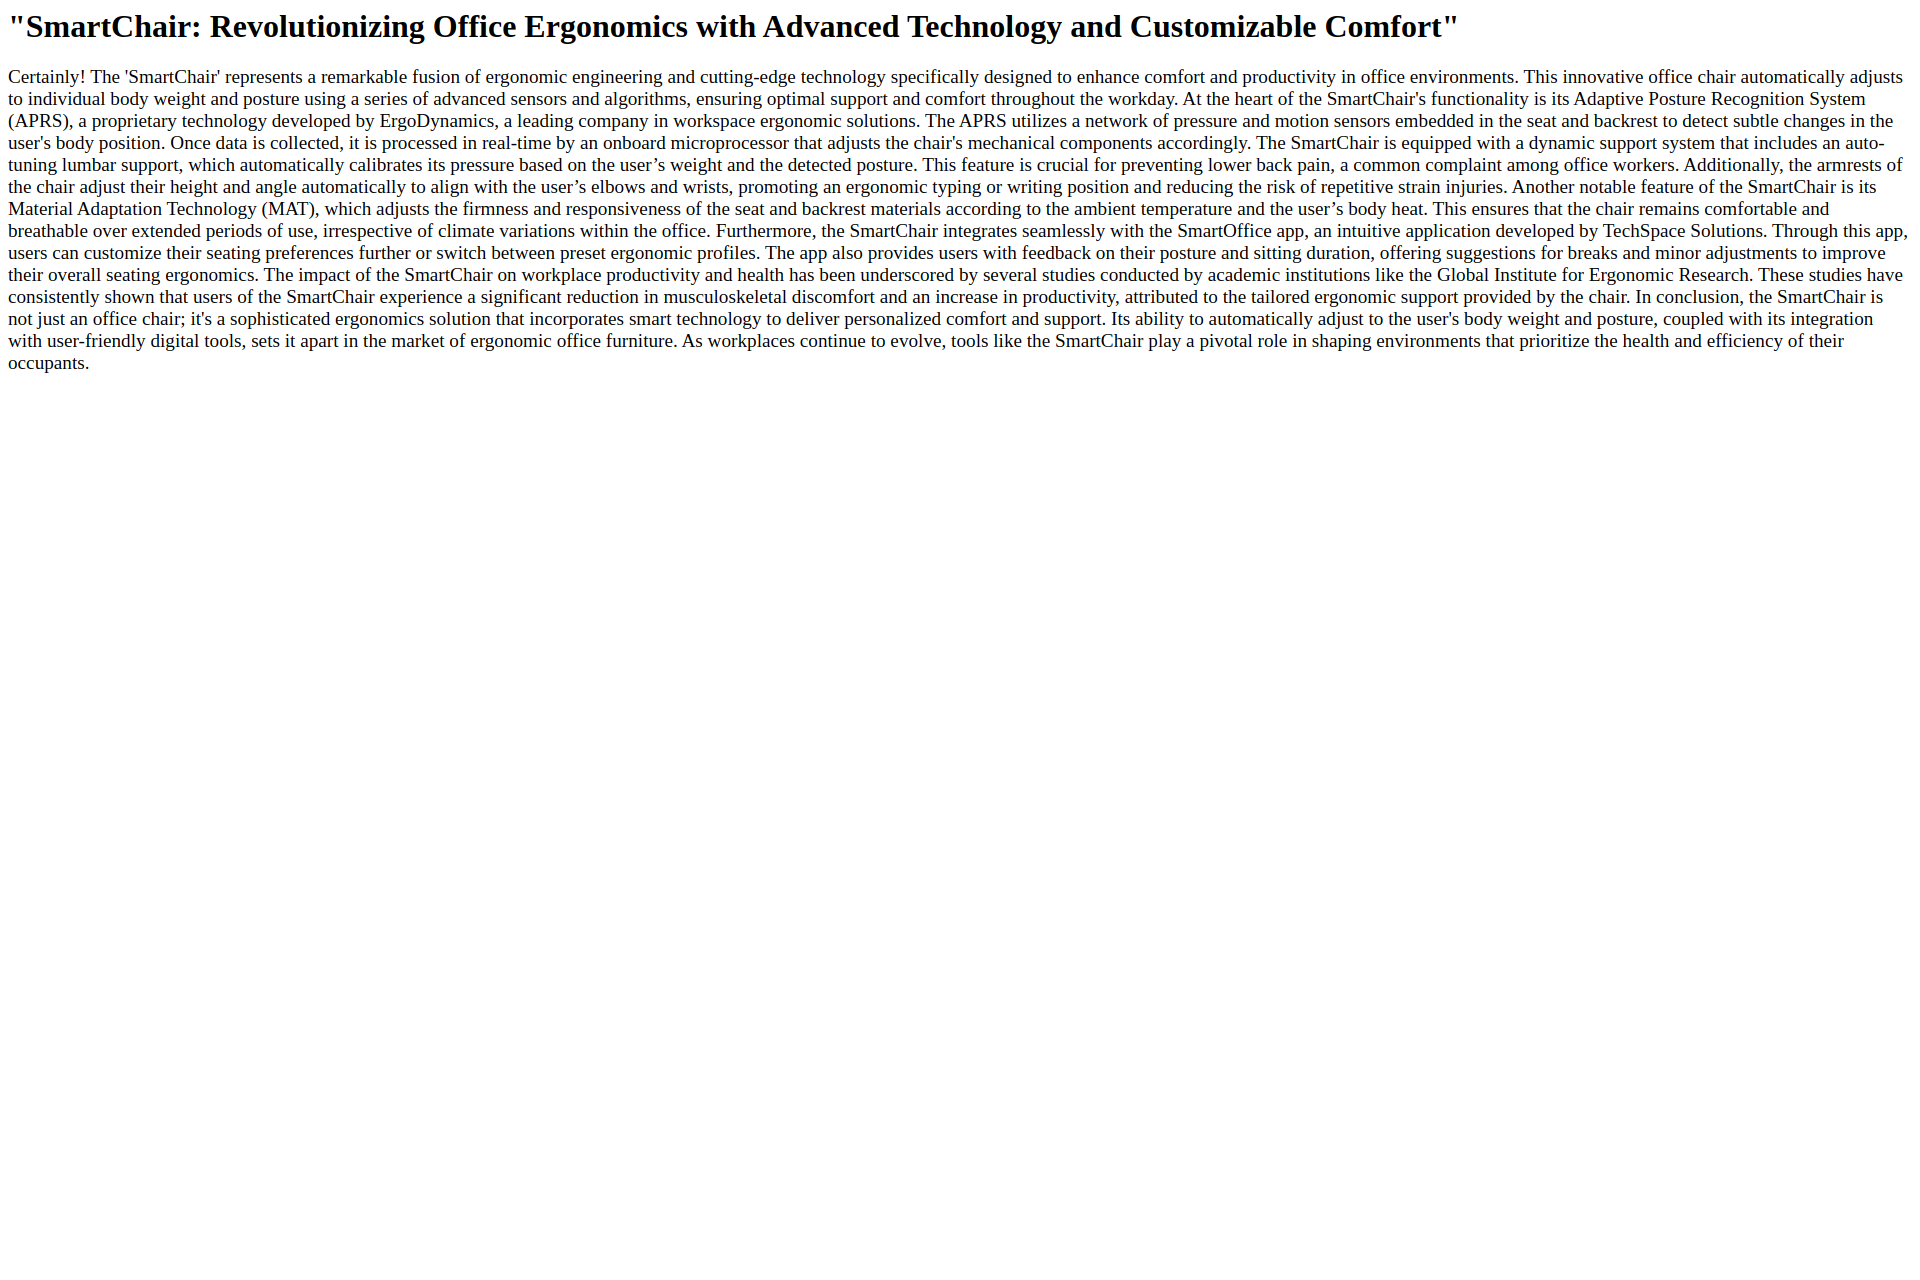 "SmartChair: Revolutionizing Office Ergonomics with Advanced Technology and Customizable Comfort"
Certainly! The 'SmartChair' represents a remarkable fusion of ergonomic engineering and cutting-edge technology specifically designed to enhance comfort and productivity in office environments. This innovative office chair automatically adjusts
to individual body weight and posture using a series of advanced sensors and algorithms, ensuring optimal support and comfort throughout the workday. At the heart of the SmartChair's functionality is its Adaptive Posture Recognition System
(APRS), a proprietary technology developed by ErgoDynamics, a leading company in workspace ergonomic solutions. The APRS utilizes a network of pressure and motion sensors embedded in the seat and backrest to detect subtle changes in the
user's body position. Once data is collected, it is processed in real-time by an onboard microprocessor that adjusts the chair's mechanical components accordingly. The SmartChair is equipped with a dynamic support system that includes an auto-
tuning lumbar support, which automatically calibrates its pressure based on the user’s weight and the detected posture. This feature is crucial for preventing lower back pain, a common complaint among office workers. Additionally, the armrests of
the chair adjust their height and angle automatically to align with the user’s elbows and wrists, promoting an ergonomic typing or writing position and reducing the risk of repetitive strain injuries. Another notable feature of the SmartChair is its
Material Adaptation Technology (MAT), which adjusts the firmness and responsiveness of the seat and backrest materials according to the ambient temperature and the user’s body heat. This ensures that the chair remains comfortable and
breathable over extended periods of use, irrespective of climate variations within the office. Furthermore, the SmartChair integrates seamlessly with the SmartOffice app, an intuitive application developed by TechSpace Solutions. Through this app,
users can customize their seating preferences further or switch between preset ergonomic profiles. The app also provides users with feedback on their posture and sitting duration, offering suggestions for breaks and minor adjustments to improve
their overall seating ergonomics. The impact of the SmartChair on workplace productivity and health has been underscored by several studies conducted by academic institutions like the Global Institute for Ergonomic Research. These studies have
consistently shown that users of the SmartChair experience a significant reduction in musculoskeletal discomfort and an increase in productivity, attributed to the tailored ergonomic support provided by the chair. In conclusion, the SmartChair is
not just an office chair; it's a sophisticated ergonomics solution that incorporates smart technology to deliver personalized comfort and support. Its ability to automatically adjust to the user's body weight and posture, coupled with its integration
with user-friendly digital tools, sets it apart in the market of ergonomic office furniture. As workplaces continue to evolve, tools like the SmartChair play a pivotal role in shaping environments that prioritize the health and efficiency of their
occupants.